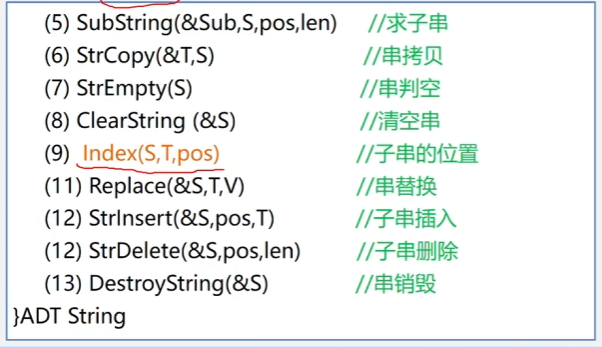 (5) SubString(&Sub,S,pos,len) //求子串
(6) StrCopy(&T,S) //串拷贝
(7) StrEmpty(S) //串判空
(8) ClearString (&S) //清空串
(9) Index(S,T,pos) //子串的位置
(11) Replace(&S,T,V) //串替换
(12) StrInsert(&S,pos,T) //子串插入
(12) StrDelete(&S,pos,len) //子串删除
(13) DestroyString(&S) //串销毁
}ADT String